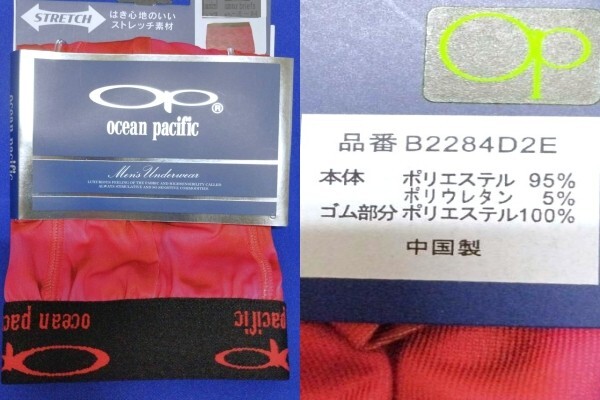 STRETCH
はき心地のいい
ストレッチ素材
op®
ocean pacific
Men's Underwear
ocean pacific
ocean pac
pacific
op
品番 B2284D2E
本体 ポリエステル 95%
ポリウレタン 5%
ゴム部分 ポリエステル100%
中国製